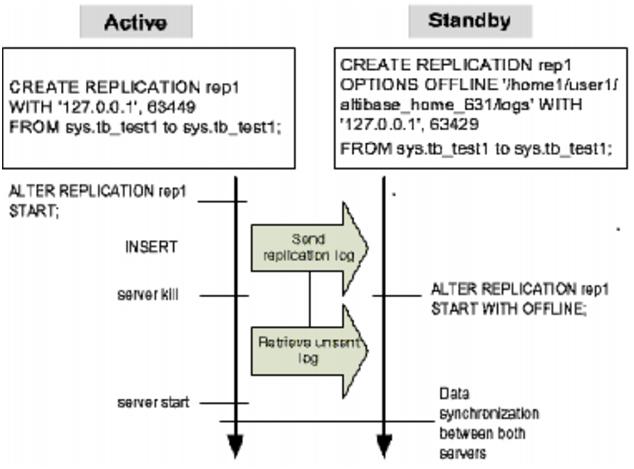 Active
Standby
CREATE REPLICATION rep1
WITH '127.0.0.1', 63449
FROM sys.tb_test1 to sys.tb_test1;
CREATE REPLICATION rep1
OPTIONS OFFLINE '/home1/user1/
altibase_home_631/logs' WITH
'127.0.0.1', 63429
FROM sys.tb_test1 to sys.tb_test1;
ALTER REPLICATION rep1
START;
INSERT
Send
replication log
server kill
ALTER REPLICATION rep1
START WITH OFFLINE;
Retrieve unsent
log
server start
Data
synchronization
between both
servers